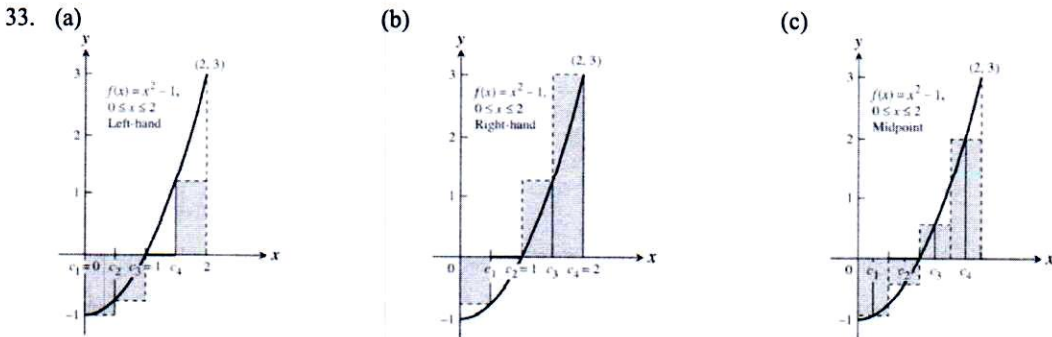 33. (a) (b) (c)
y
(2, 3)
3
f(x) = x² − 1,
0 ≤ x ≤ 2
Left-hand
2
1
c₁ = 0 c₂ c₃ = 1 c₄ 2 x
−1
y
(2, 3)
3
f(x) = x² − 1,
0 ≤ x ≤ 2
Right-hand
2
1
0 c₁ c₂ = 1 c₃ c₄ = 2 x
−1
y
(2, 3)
3
f(x) = x² − 1,
0 ≤ x ≤ 2
Midpoint
2
1
0 c₁ c₂ c₃ c₄ x
−1